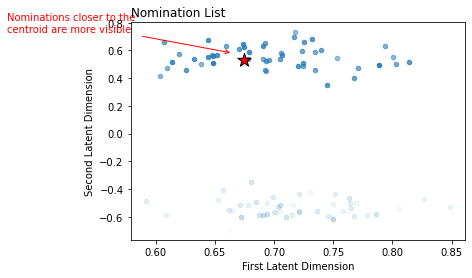 Nomination List
Nominations closer to the
centroid are more visible
Second Latent Dimension
0.8
0.6
0.4
0.2
0.0
−0.2
−0.4
−0.6
0.60
0.65
0.70
0.75
0.80
0.85
First Latent Dimension